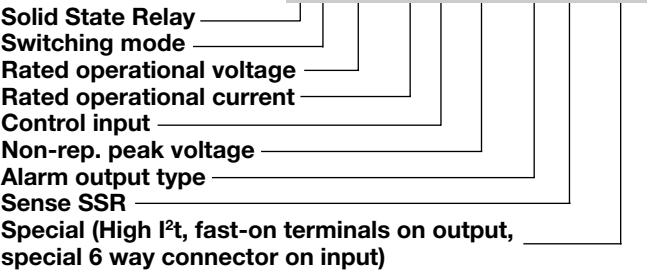 Solid State Relay
Switching mode
Rated operational voltage
Rated operational current
Control input
Non-rep. peak voltage
Alarm output type
Sense SSR
Special (High I²t, fast-on terminals on output,
special 6 way connector on input)